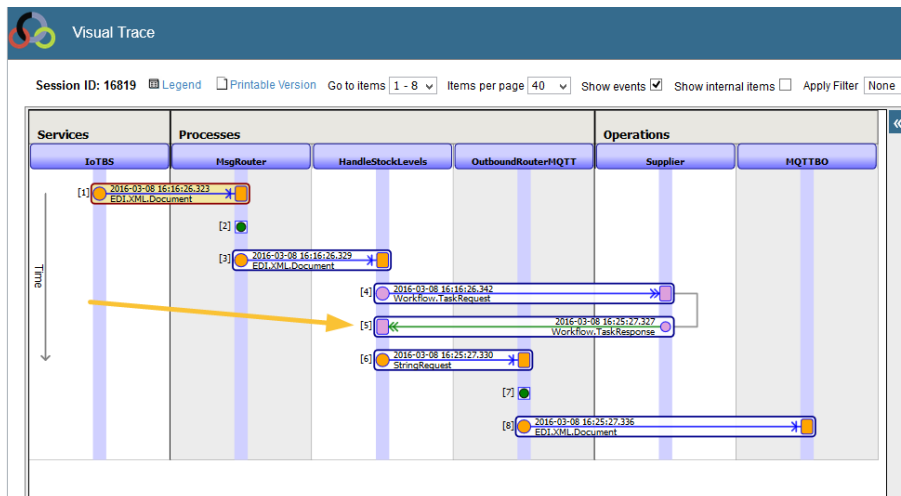 Visual Trace
Session ID: 16819 Legend Printable Version Go to items 1 - 8 Items per page 40 Show events Show internal items Apply Filter None
Services Processes Operations
IoTBS MsgRouter HandleStockLevels OutboundRouterMQTT Supplier MQTTBO
[1] 2016-03-08 16:16:26.323
EDI.XML.Document
[2]
[3] 2016-03-08 16:16:26.329
EDI.XML.Document
Time
[4] 2016-03-08 16:16:26.342
Workflow.TaskRequest
[5] 2016-03-08 16:25:27.327
Workflow.TaskResponse
[6] 2016-03-08 16:25:27.330
StringRequest
[7]
[8] 2016-03-08 16:25:27.336
EDI.XML.Document